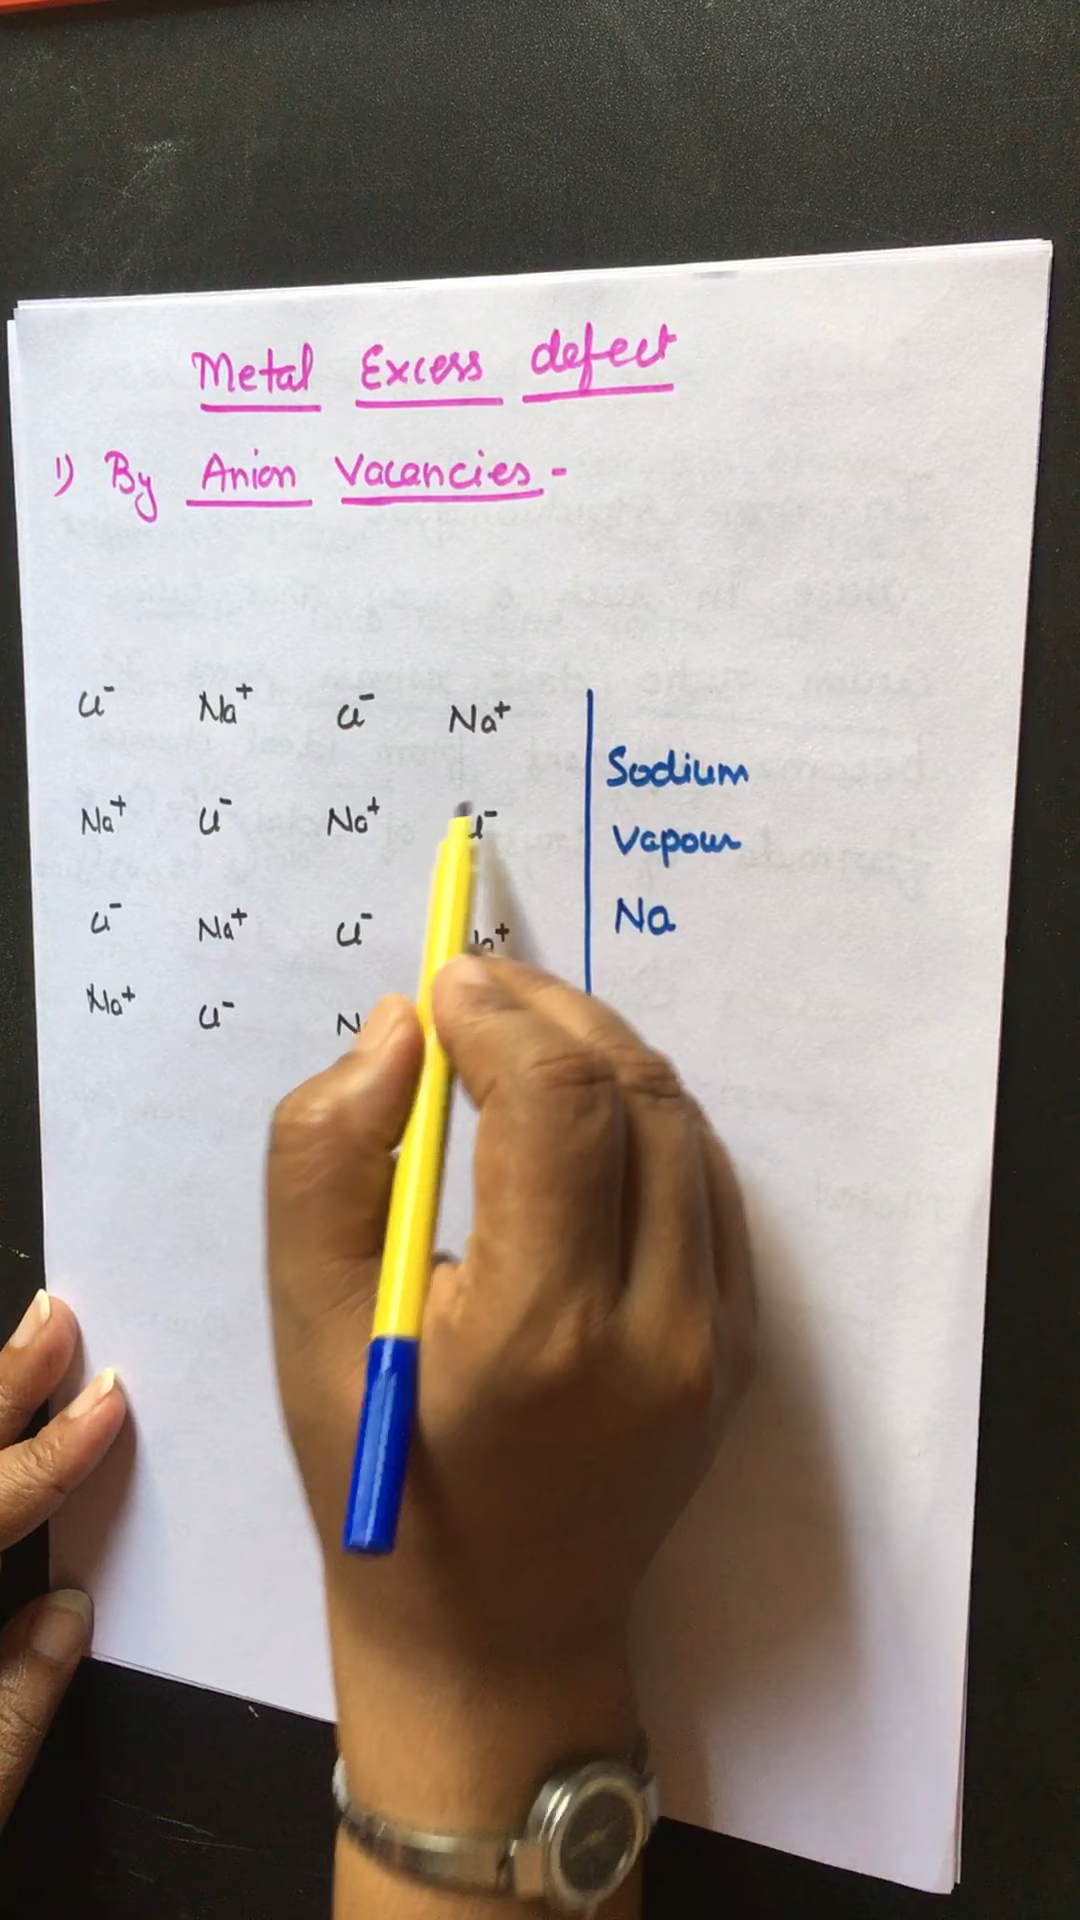 Metal Excess defect
1) By Anion Vacancies -
Cl⁻ Na⁺ Cl⁻ Na⁺
Na⁺ Cl⁻ Na⁺
Cl⁻ Na⁺ Cl⁻
Na⁺ Cl⁻
Sodium
Vapour
Na